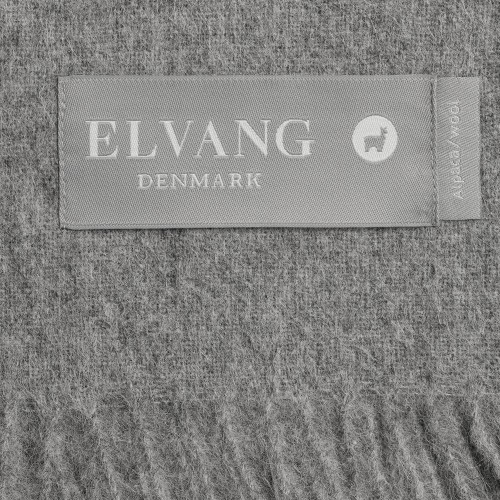 ELVANG
DENMARK
Alpaca / wool